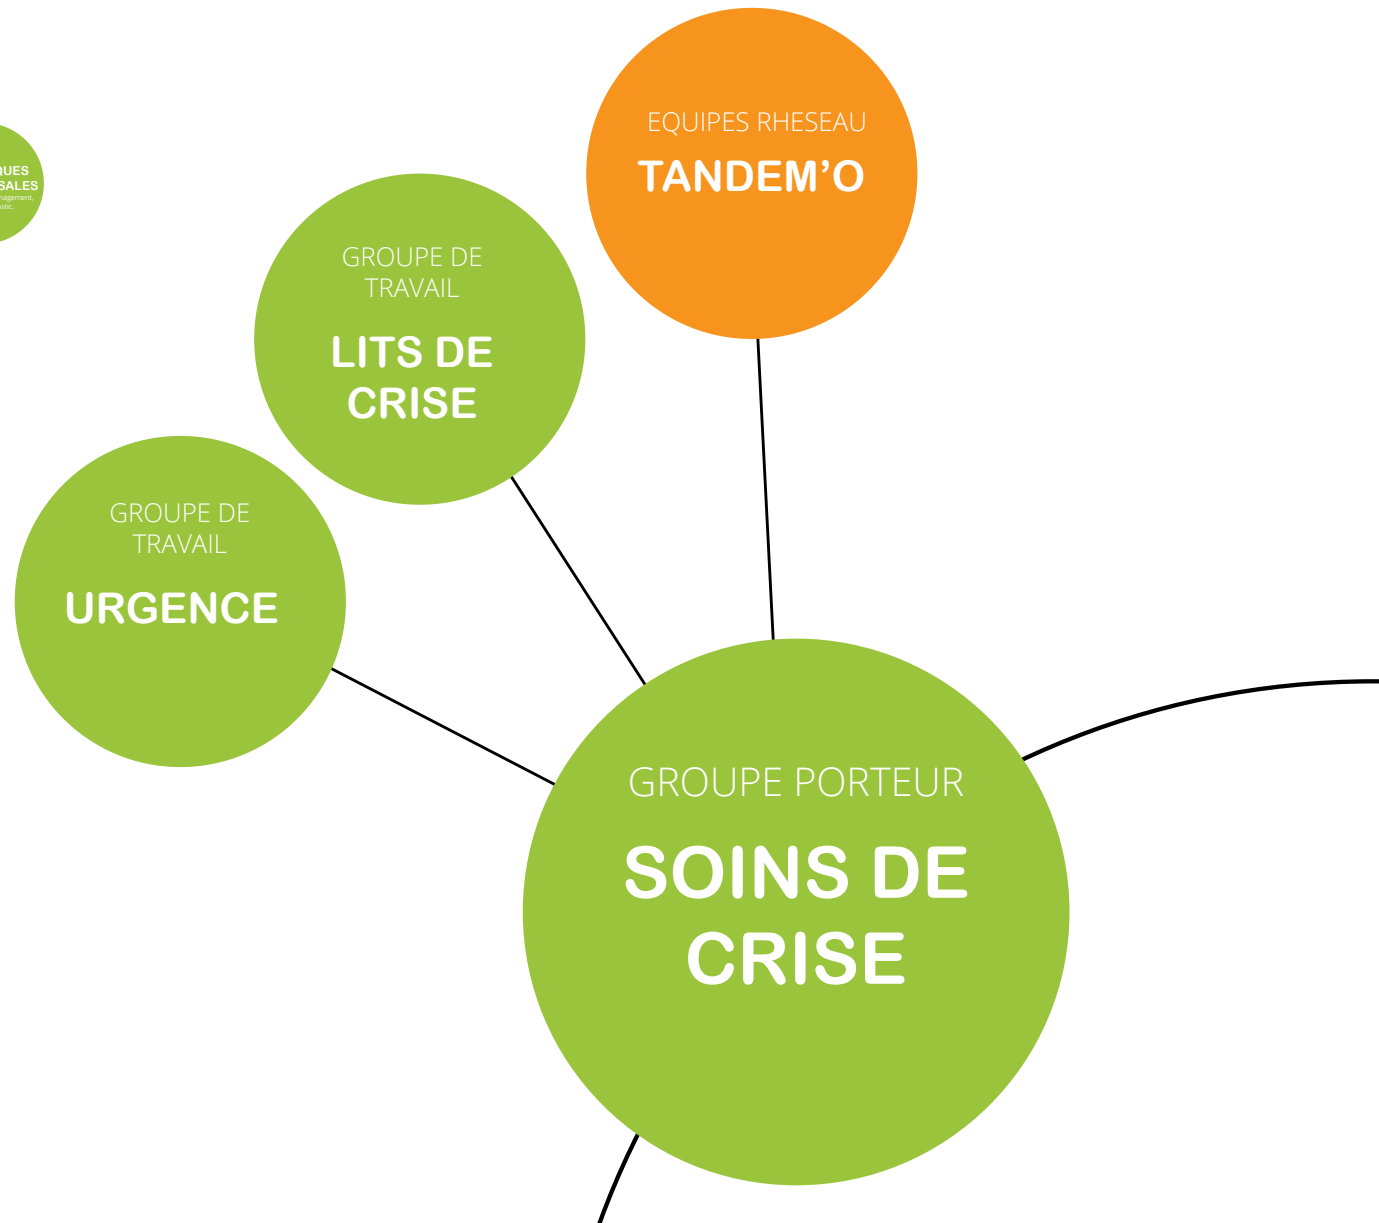 EQUIPES RHESEAU
TANDEM’O
GROUPE DE
TRAVAIL
LITS DE
CRISE
GROUPE DE
TRAVAIL
URGENCE
GROUPE PORTEUR
SOINS DE
CRISE